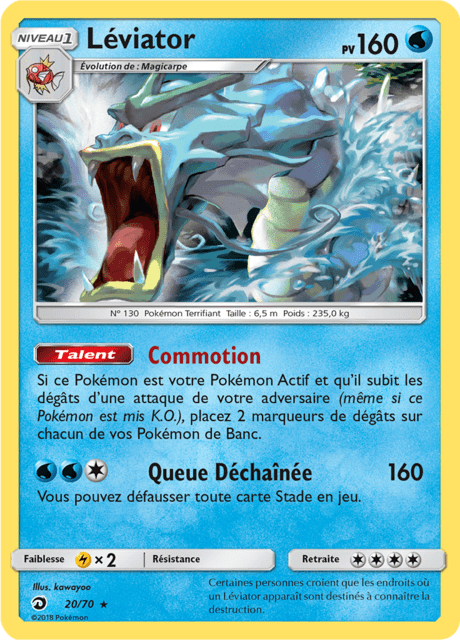 NIVEAU 1
Léviator
PV 160
Évolution de : Magicarpe
N° 130 Pokémon Terrifiant Taille : 6,5 m Poids : 235,0 kg
Talent Commotion
Si ce Pokémon est votre Pokémon Actif et qu'il subit les
dégâts d'une attaque de votre adversaire (même si ce
Pokémon est mis K.O.), placez 2 marqueurs de dégâts sur
chacun de vos Pokémon de Banc.
Queue Déchaînée 160
Vous pouvez défausser toute carte Stade en jeu.
Faiblesse × 2 Résistance Retraite
Illus. kawayoo
20/70 ★
©2018 Pokémon
Certaines personnes croient que les endroits où
un Léviator apparaît sont destinés à connaître la
destruction.